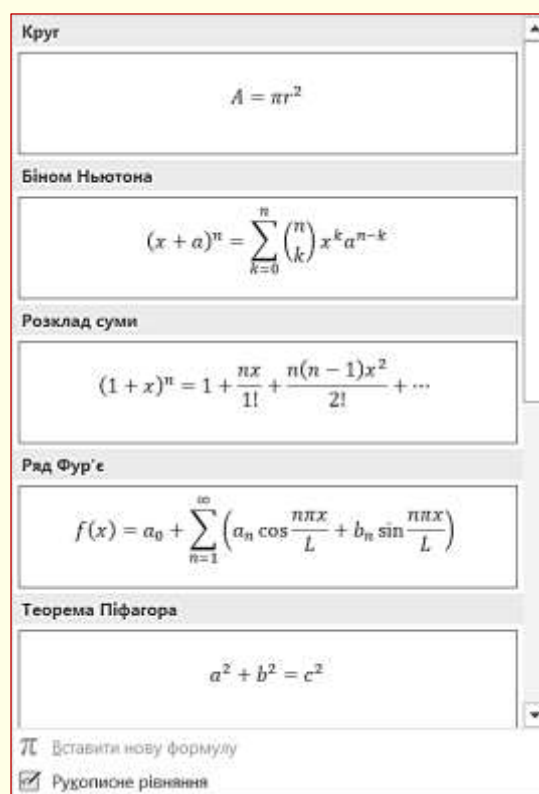 Круг
A = πr²
Біном Ньютона
(x + a)ⁿ = ∑_{k=0}^{n} (n k) xᵏaⁿ⁻ᵏ
Розклад суми
(1 + x)ⁿ = 1 + nx/1! + n(n − 1)x²/2! + ⋯
Ряд Фур'є
f(x) = a₀ + ∑_{n=1}^{∞} (aₙ cos nπx/L + bₙ sin nπx/L)
Теорема Піфагора
a² + b² = c²
π Вставити нову формулу
Рукописне рівняння